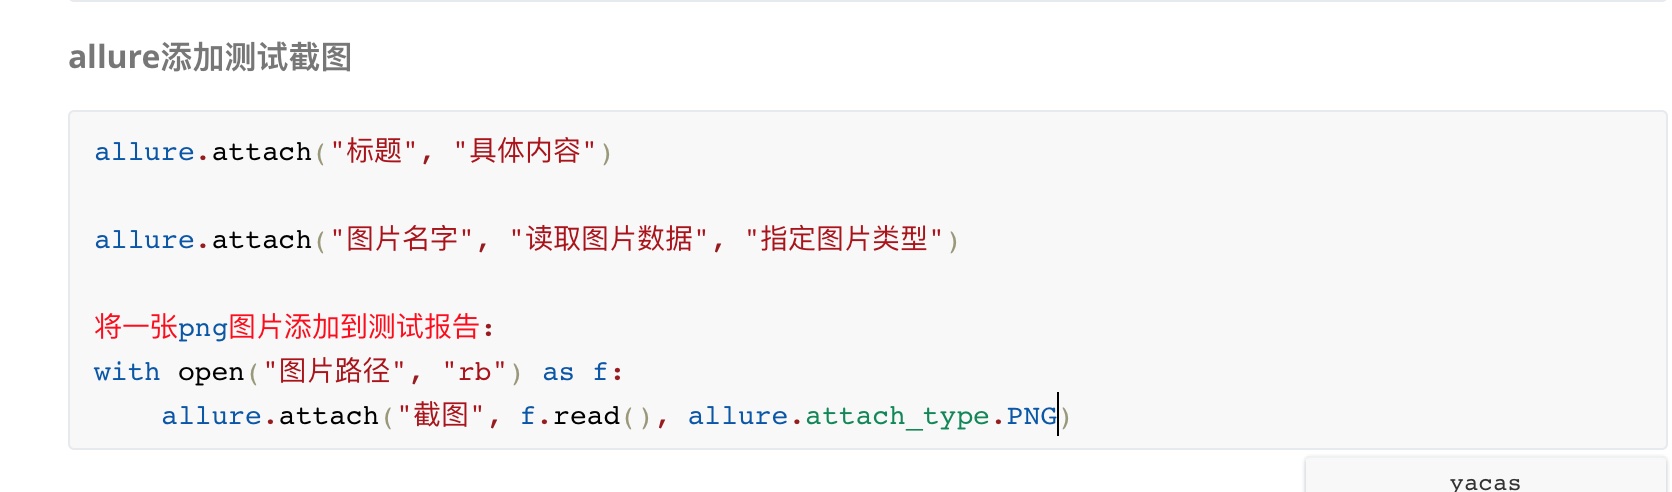 allure添加测试截图
allure.attach("标题", "具体内容")
allure.attach("图片名字", "读取图片数据", "指定图片类型")
将一张png图片添加到测试报告:
with open("图片路径", "rb") as f:
    allure.attach("截图", f.read(), allure.attach_type.PNG)
yacas